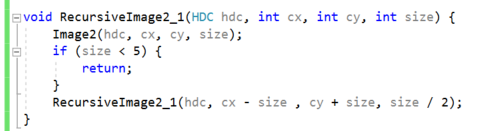 void RecursiveImage2_1(HDC hdc, int cx, int cy, int size) {
    Image2(hdc, cx, cy, size);
    if (size < 5) {
        return;
    }
    RecursiveImage2_1(hdc, cx - size , cy + size, size / 2);
}